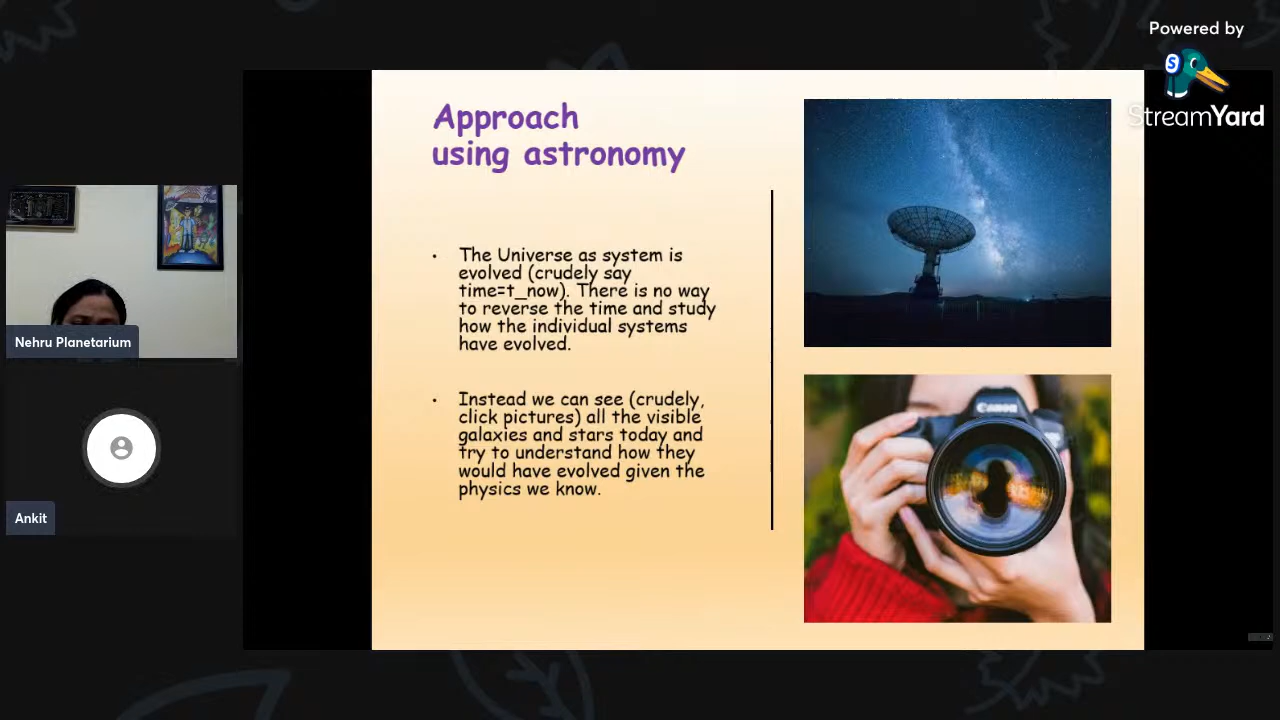 Powered by
StreamYard
Approach
using astronomy
• The Universe as system is
evolved (crudely say
time=t_now). There is no way
to reverse the time and study
how the individual systems
have evolved.
• Instead we can see (crudely,
click pictures) all the visible
galaxies and stars today and
try to understand how they
would have evolved given the
physics we know.
Canon
Nehru Planetarium
Ankit